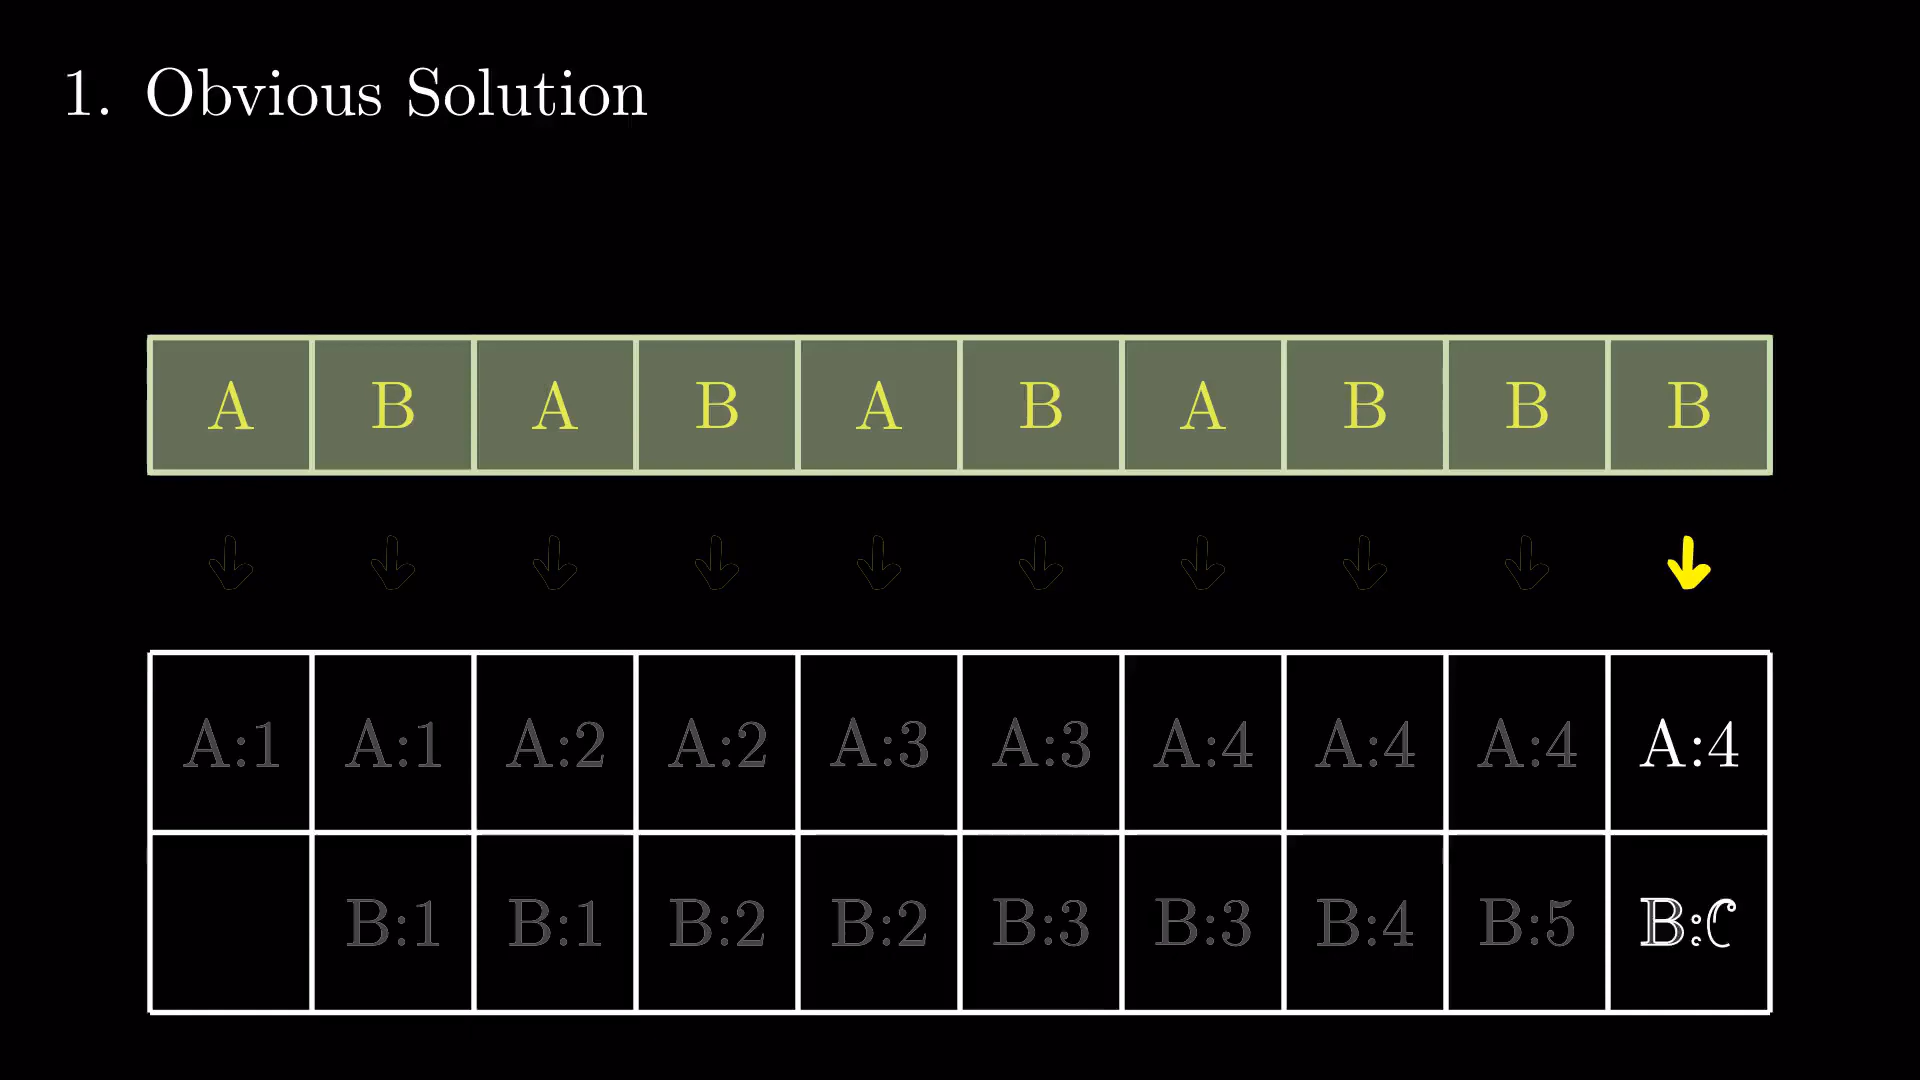 1. Obvious Solution
A B A B A B A B B B
A:1 A:1 A:2 A:2 A:3 A:3 A:4 A:4 A:4 A:4
B:1 B:1 B:2 B:2 B:3 B:3 B:4 B:5 B: